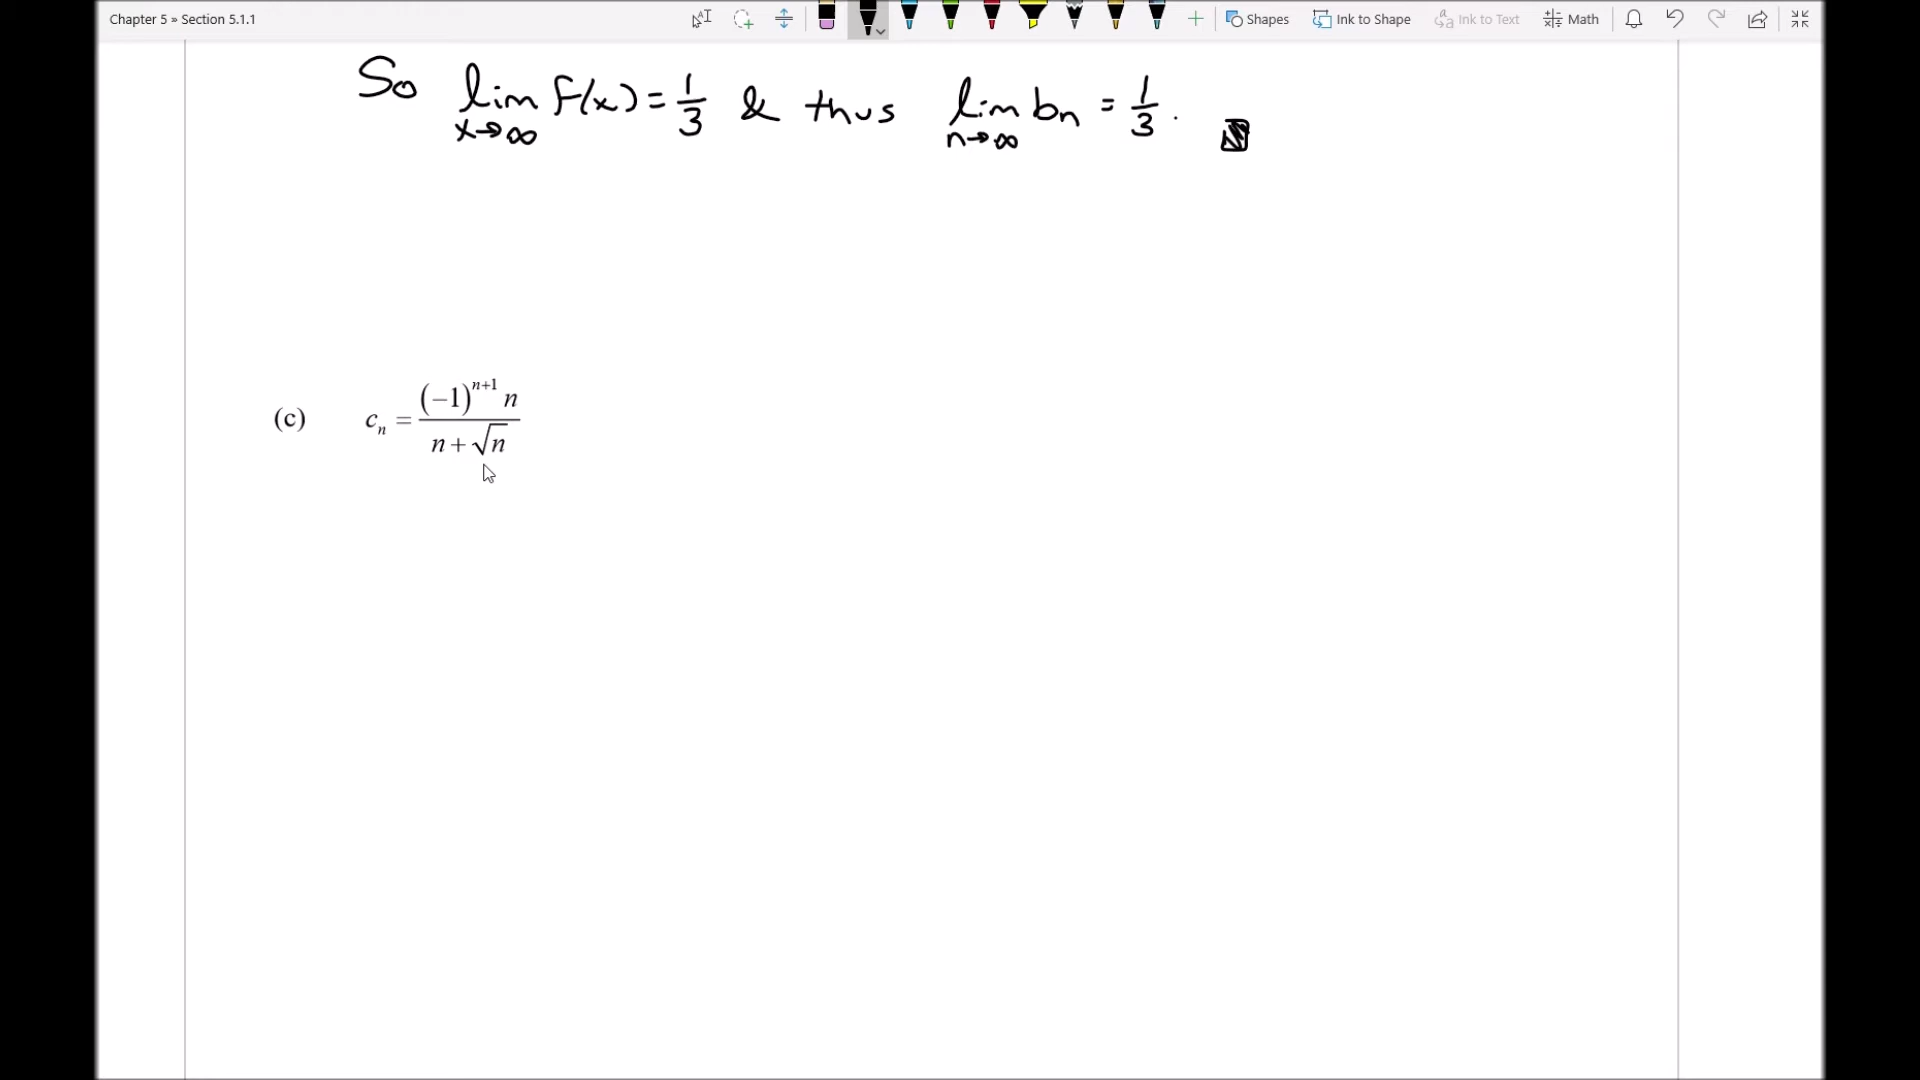 Chapter 5 » Section 5.1.1 Shapes Ink to Shape Ink to Text Math
So lim x→∞ f(x) = 1/3 & thus lim n→∞ bn = 1/3.
(c) cₙ = (−1)ⁿ⁺¹ n / (n + √n)